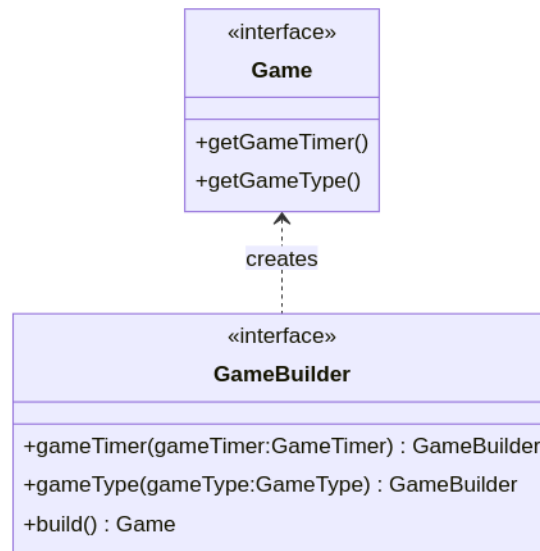 «interface»
Game
+getGameTimer()
+getGameType()
creates
«interface»
GameBuilder
+gameTimer(gameTimer:GameTimer) : GameBuilder
+gameType(gameType:GameType) : GameBuilder
+build() : Game